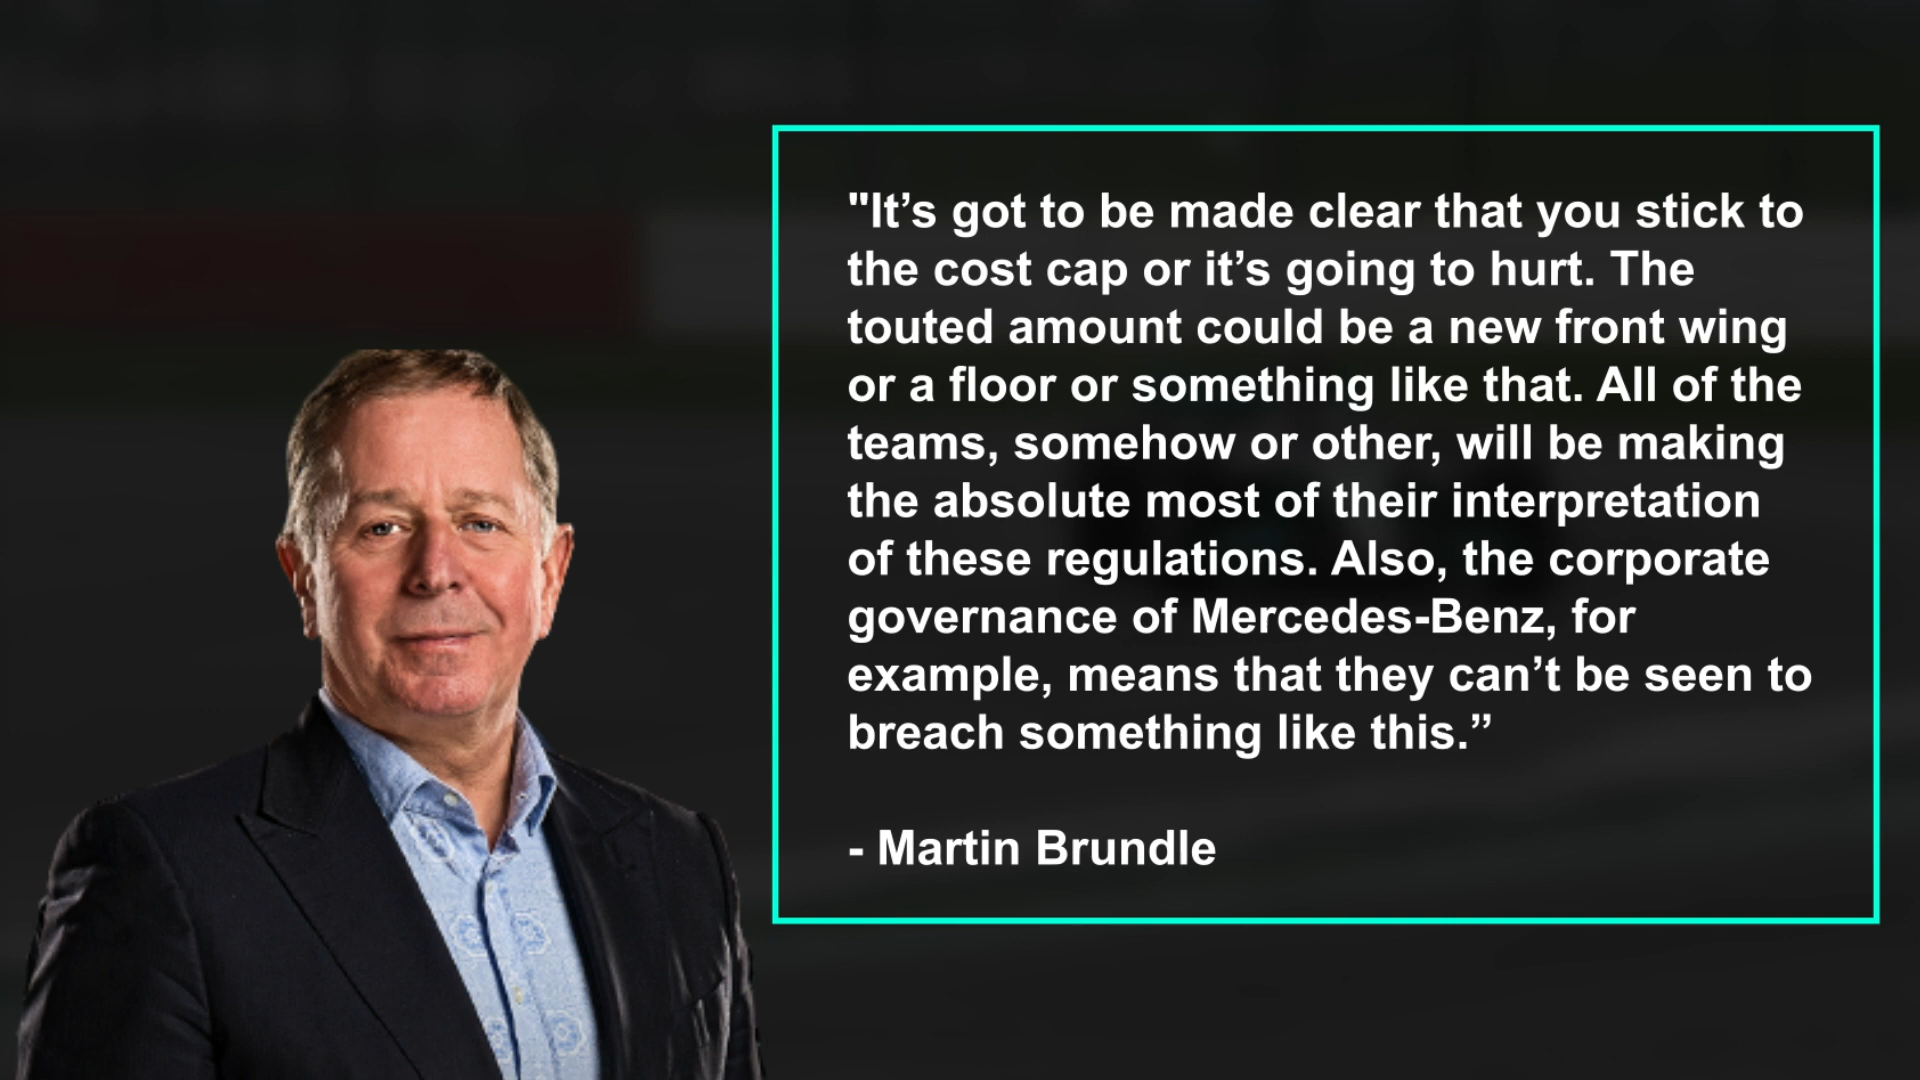 "It’s got to be made clear that you stick to
the cost cap or it’s going to hurt. The
touted amount could be a new front wing
or a floor or something like that. All of the
teams, somehow or other, will be making
the absolute most of their interpretation
of these regulations. Also, the corporate
governance of Mercedes-Benz, for
example, means that they can’t be seen to
breach something like this.”
- Martin Brundle